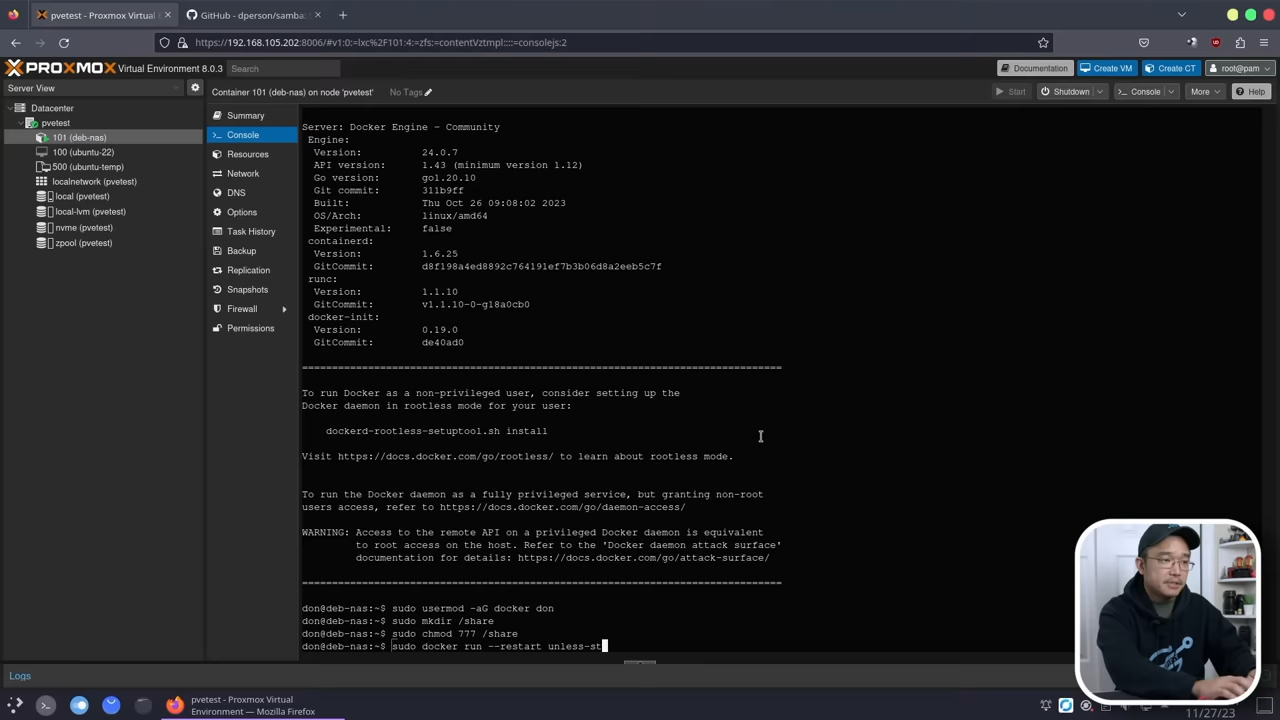 pvetest - Proxmox Virtual E
GitHub - dperson/samba:
https://192.168.105.202:8006/#v1:0:=lxc%2F101:4:=zfs:=contentVztmpl::::=consolejs:2
PROXMOX Virtual Environment 8.0.3
Search
Documentation
Create VM
Create CT
root@pam
Server View
Container 101 (deb-nas) on node 'pvetest'
No Tags
Start
Shutdown
Console
More
Help
Datacenter
pvetest
101 (deb-nas)
100 (ubuntu-22)
500 (ubuntu-temp)
localnetwork (pvetest)
local (pvetest)
local-lvm (pvetest)
nvme (pvetest)
zpool (pvetest)
Summary
Console
Resources
Network
DNS
Options
Task History
Backup
Replication
Snapshots
Firewall
Permissions
Server: Docker Engine - Community
Engine:
Version: 24.0.7
API version: 1.43 (minimum version 1.12)
Go version: go1.20.10
Git commit: 311b9ff
Built: Thu Oct 26 09:08:02 2023
OS/Arch: linux/amd64
Experimental: false
containerd:
Version: 1.6.25
GitCommit: d8f198a4ed8892c764191ef7b3b06d8a2eeb5c7f
runc:
Version: 1.1.10
GitCommit: v1.1.10-0-g18a0cb0
docker-init:
Version: 0.19.0
GitCommit: de40ad0
================================================================================
To run Docker as a non-privileged user, consider setting up the
Docker daemon in rootless mode for your user:
dockerd-rootless-setuptool.sh install
Visit https://docs.docker.com/go/rootless/ to learn about rootless mode.
To run the Docker daemon as a fully privileged service, but granting non-root
users access, refer to https://docs.docker.com/go/daemon-access/
WARNING: Access to the remote API on a privileged Docker daemon is equivalent
to root access on the host. Refer to the 'Docker daemon attack surface'
documentation for details: https://docs.docker.com/go/attack-surface/
================================================================================
don@deb-nas:~$ sudo usermod -aG docker don
don@deb-nas:~$ sudo mkdir /share
don@deb-nas:~$ sudo chmod 777 /share
don@deb-nas:~$ sudo docker run --restart unless-st
Logs
pvetest - Proxmox Virtual
Environment — Mozilla Firefox
11/27/23